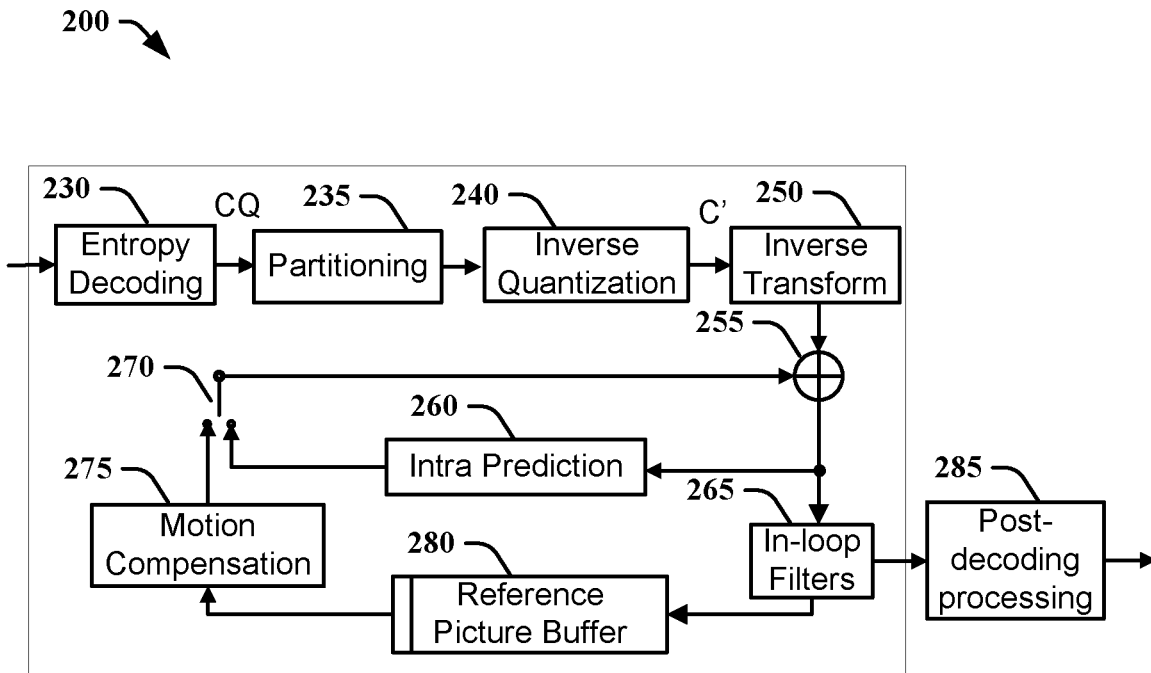 200
230
CQ
235
240
C’
250
Entropy
Decoding
Partitioning
Inverse
Quantization
Inverse
Transform
255
270
260
Intra Prediction
275
265
285
Motion
Compensation
280
Reference
Picture Buffer
In-loop
Filters
Post-
decoding
processing